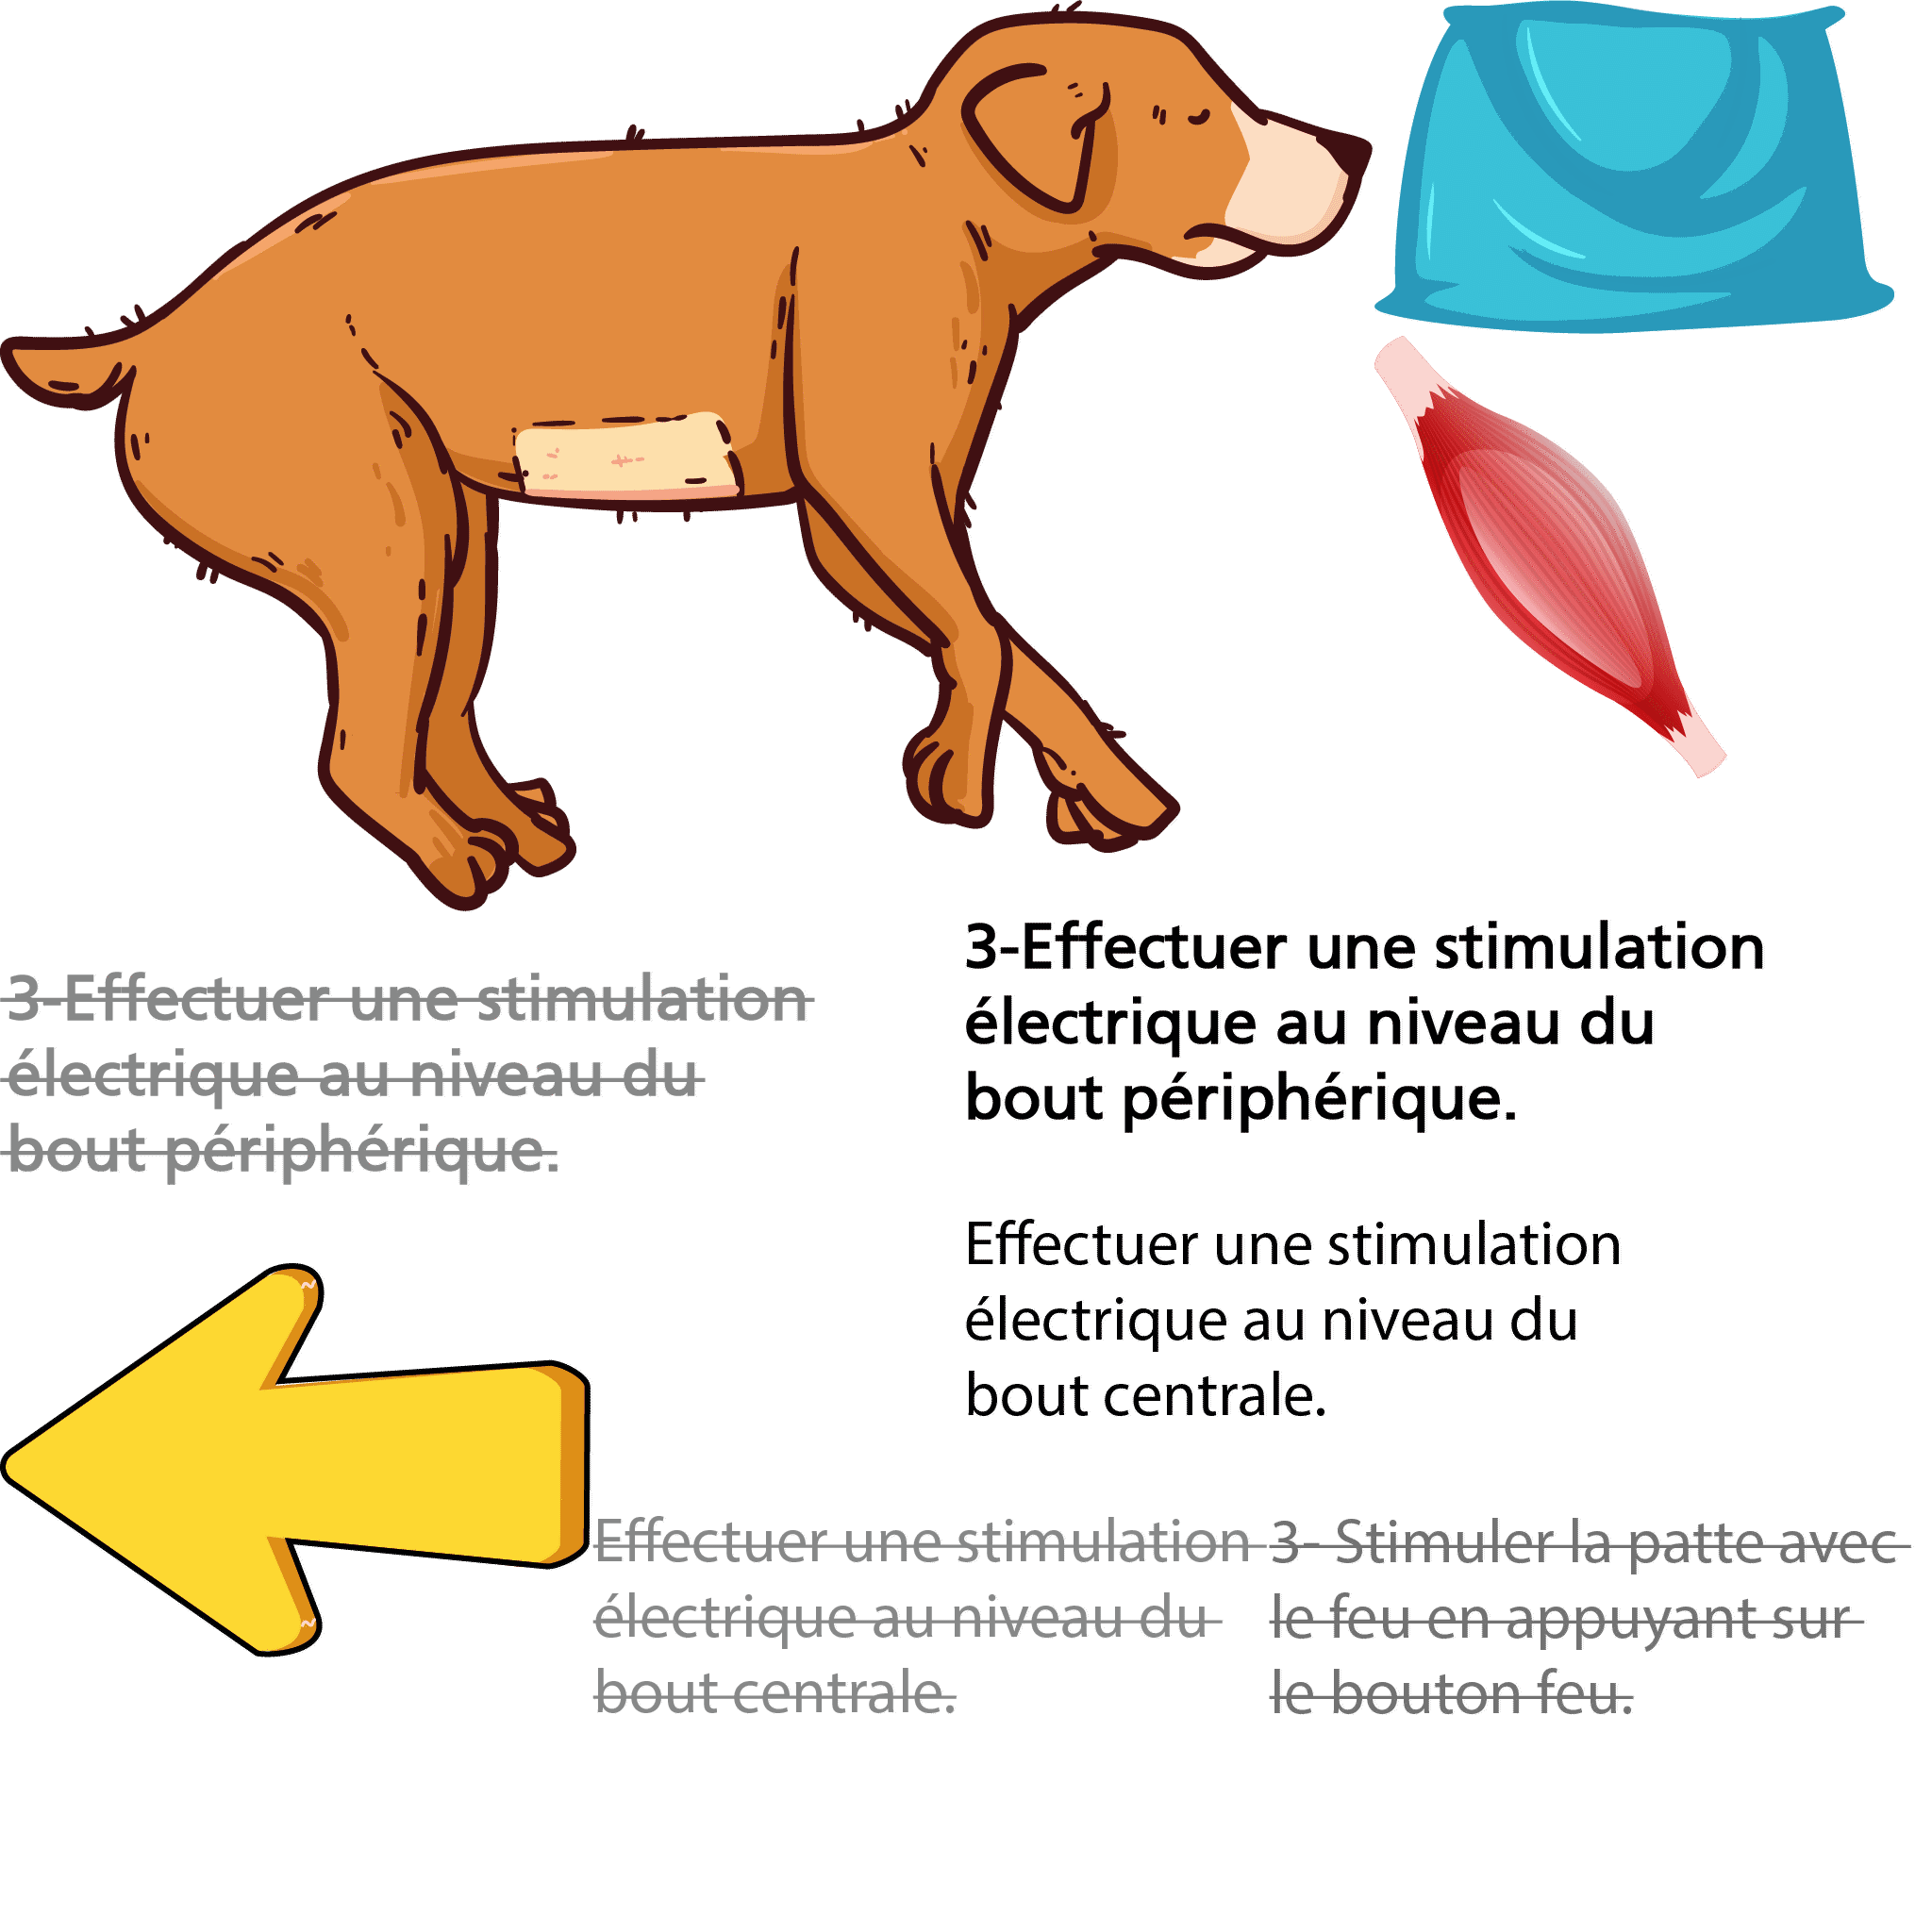 3-Effectuer une stimulation
électrique au niveau du
bout périphérique.
3-Effectuer une stimulation
électrique au niveau du
bout périphérique.
Effectuer une stimulation
électrique au niveau du
bout centrale.
Effectuer une stimulation
électrique au niveau du
bout centrale.
3- Stimuler la patte avec
le feu en appuyant sur
le bouton feu.